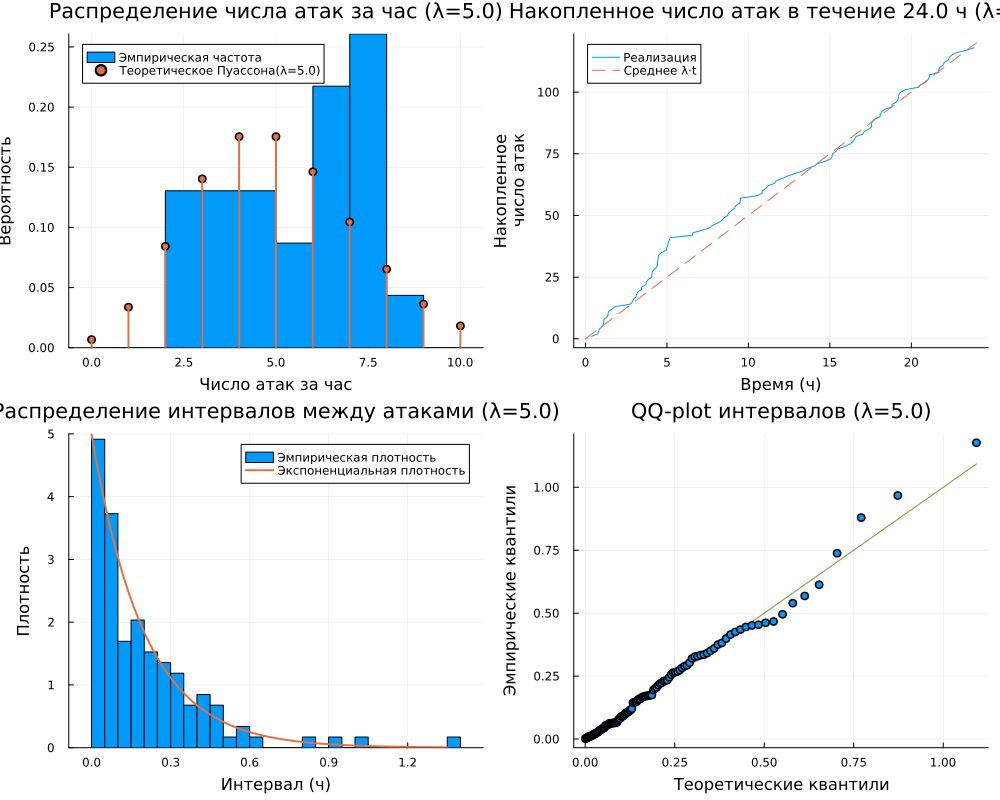 Распределение числа атак за час (λ=5.0)
Накопленное число атак в течение 24.0 ч (λ=
Эмпирическая частота
Теоретическое Пуассона(λ=5.0)
Вероятность
0.25
0.20
0.15
0.10
0.05
0.00
0.0 2.5 5.0 7.5 10.0
Число атак за час
Реализация
Среднее λ·t
Накопленное
число атак
100
75
50
25
0
0 5 10 15 20
Время (ч)
Распределение интервалов между атаками (λ=5.0)
Эмпирическая плотность
Экспоненциальная плотность
Плотность
5
4
3
2
1
0
0.0 0.3 0.6 0.9 1.2
Интервал (ч)
QQ-plot интервалов (λ=5.0)
Эмпирические квантили
1.00
0.75
0.50
0.25
0.00
0.00 0.25 0.50 0.75 1.00
Теоретические квантили